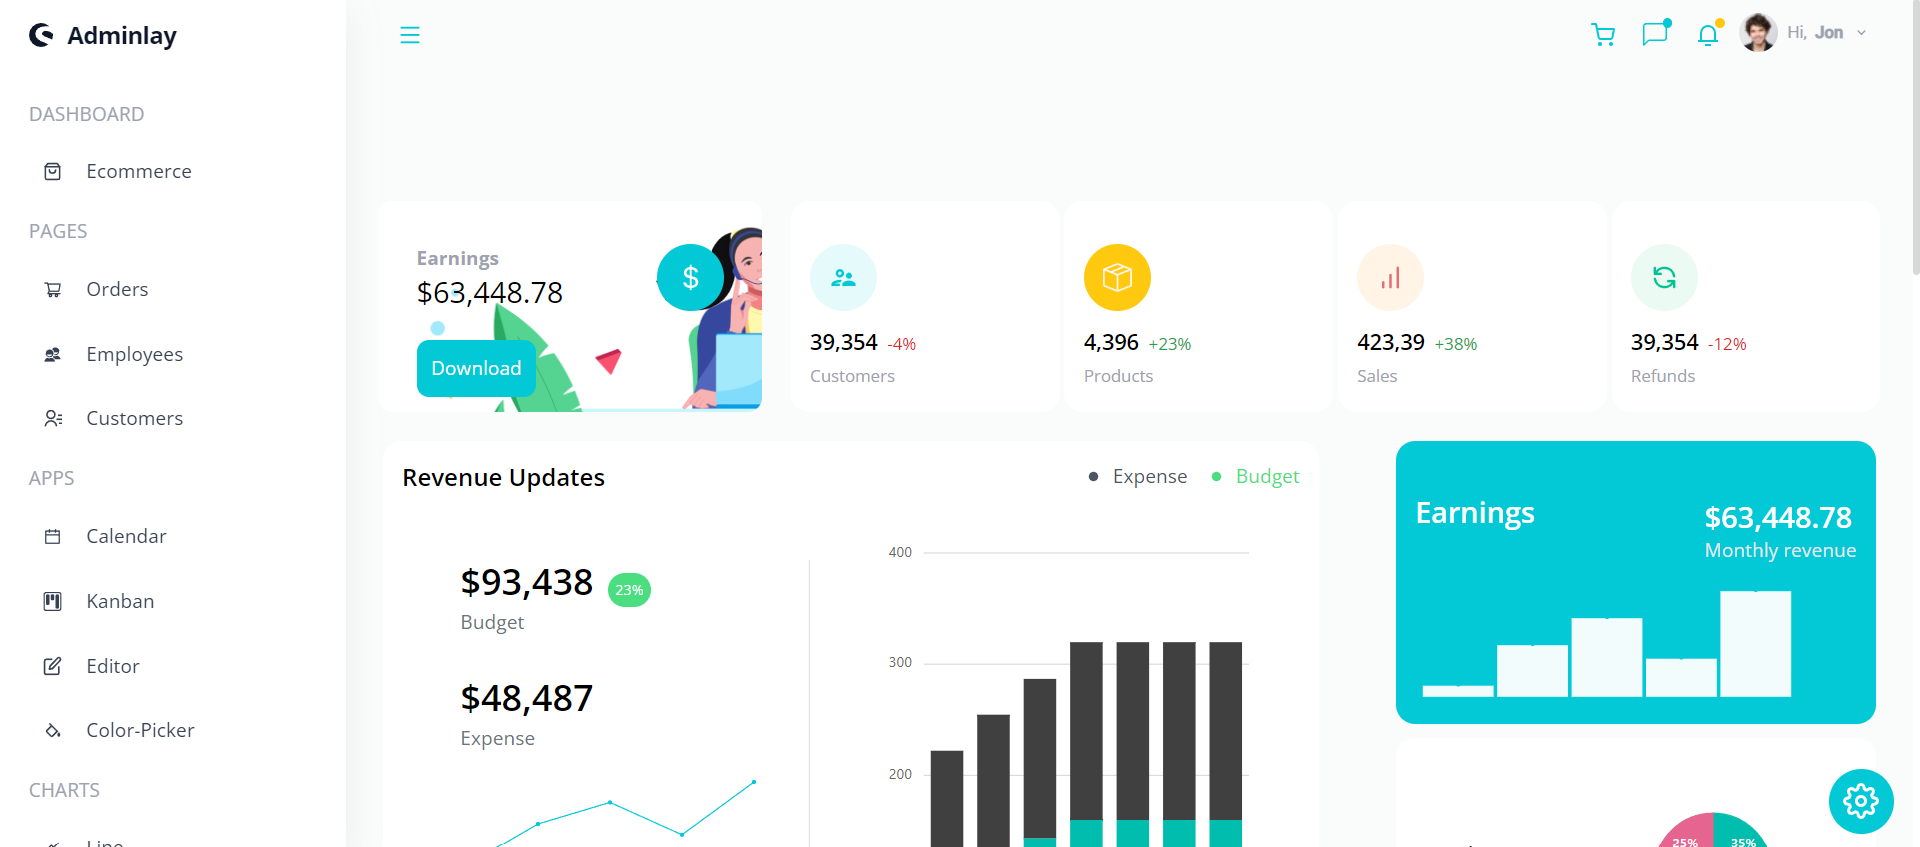 Adminlay
DASHBOARD
Ecommerce
PAGES
Orders
Employees
Customers
APPS
Calendar
Kanban
Editor
Color-Picker
CHARTS
Line
Hi, Jon
Earnings
$63,448.78
$
Download
39,354 -4%
Customers
4,396 +23%
Products
423,39 +38%
Sales
39,354 -12%
Refunds
Revenue Updates
Expense
Budget
$93,438 23%
Budget
$48,487
Expense
400
300
200
Earnings
$63,448.78
Monthly revenue
25%
35%